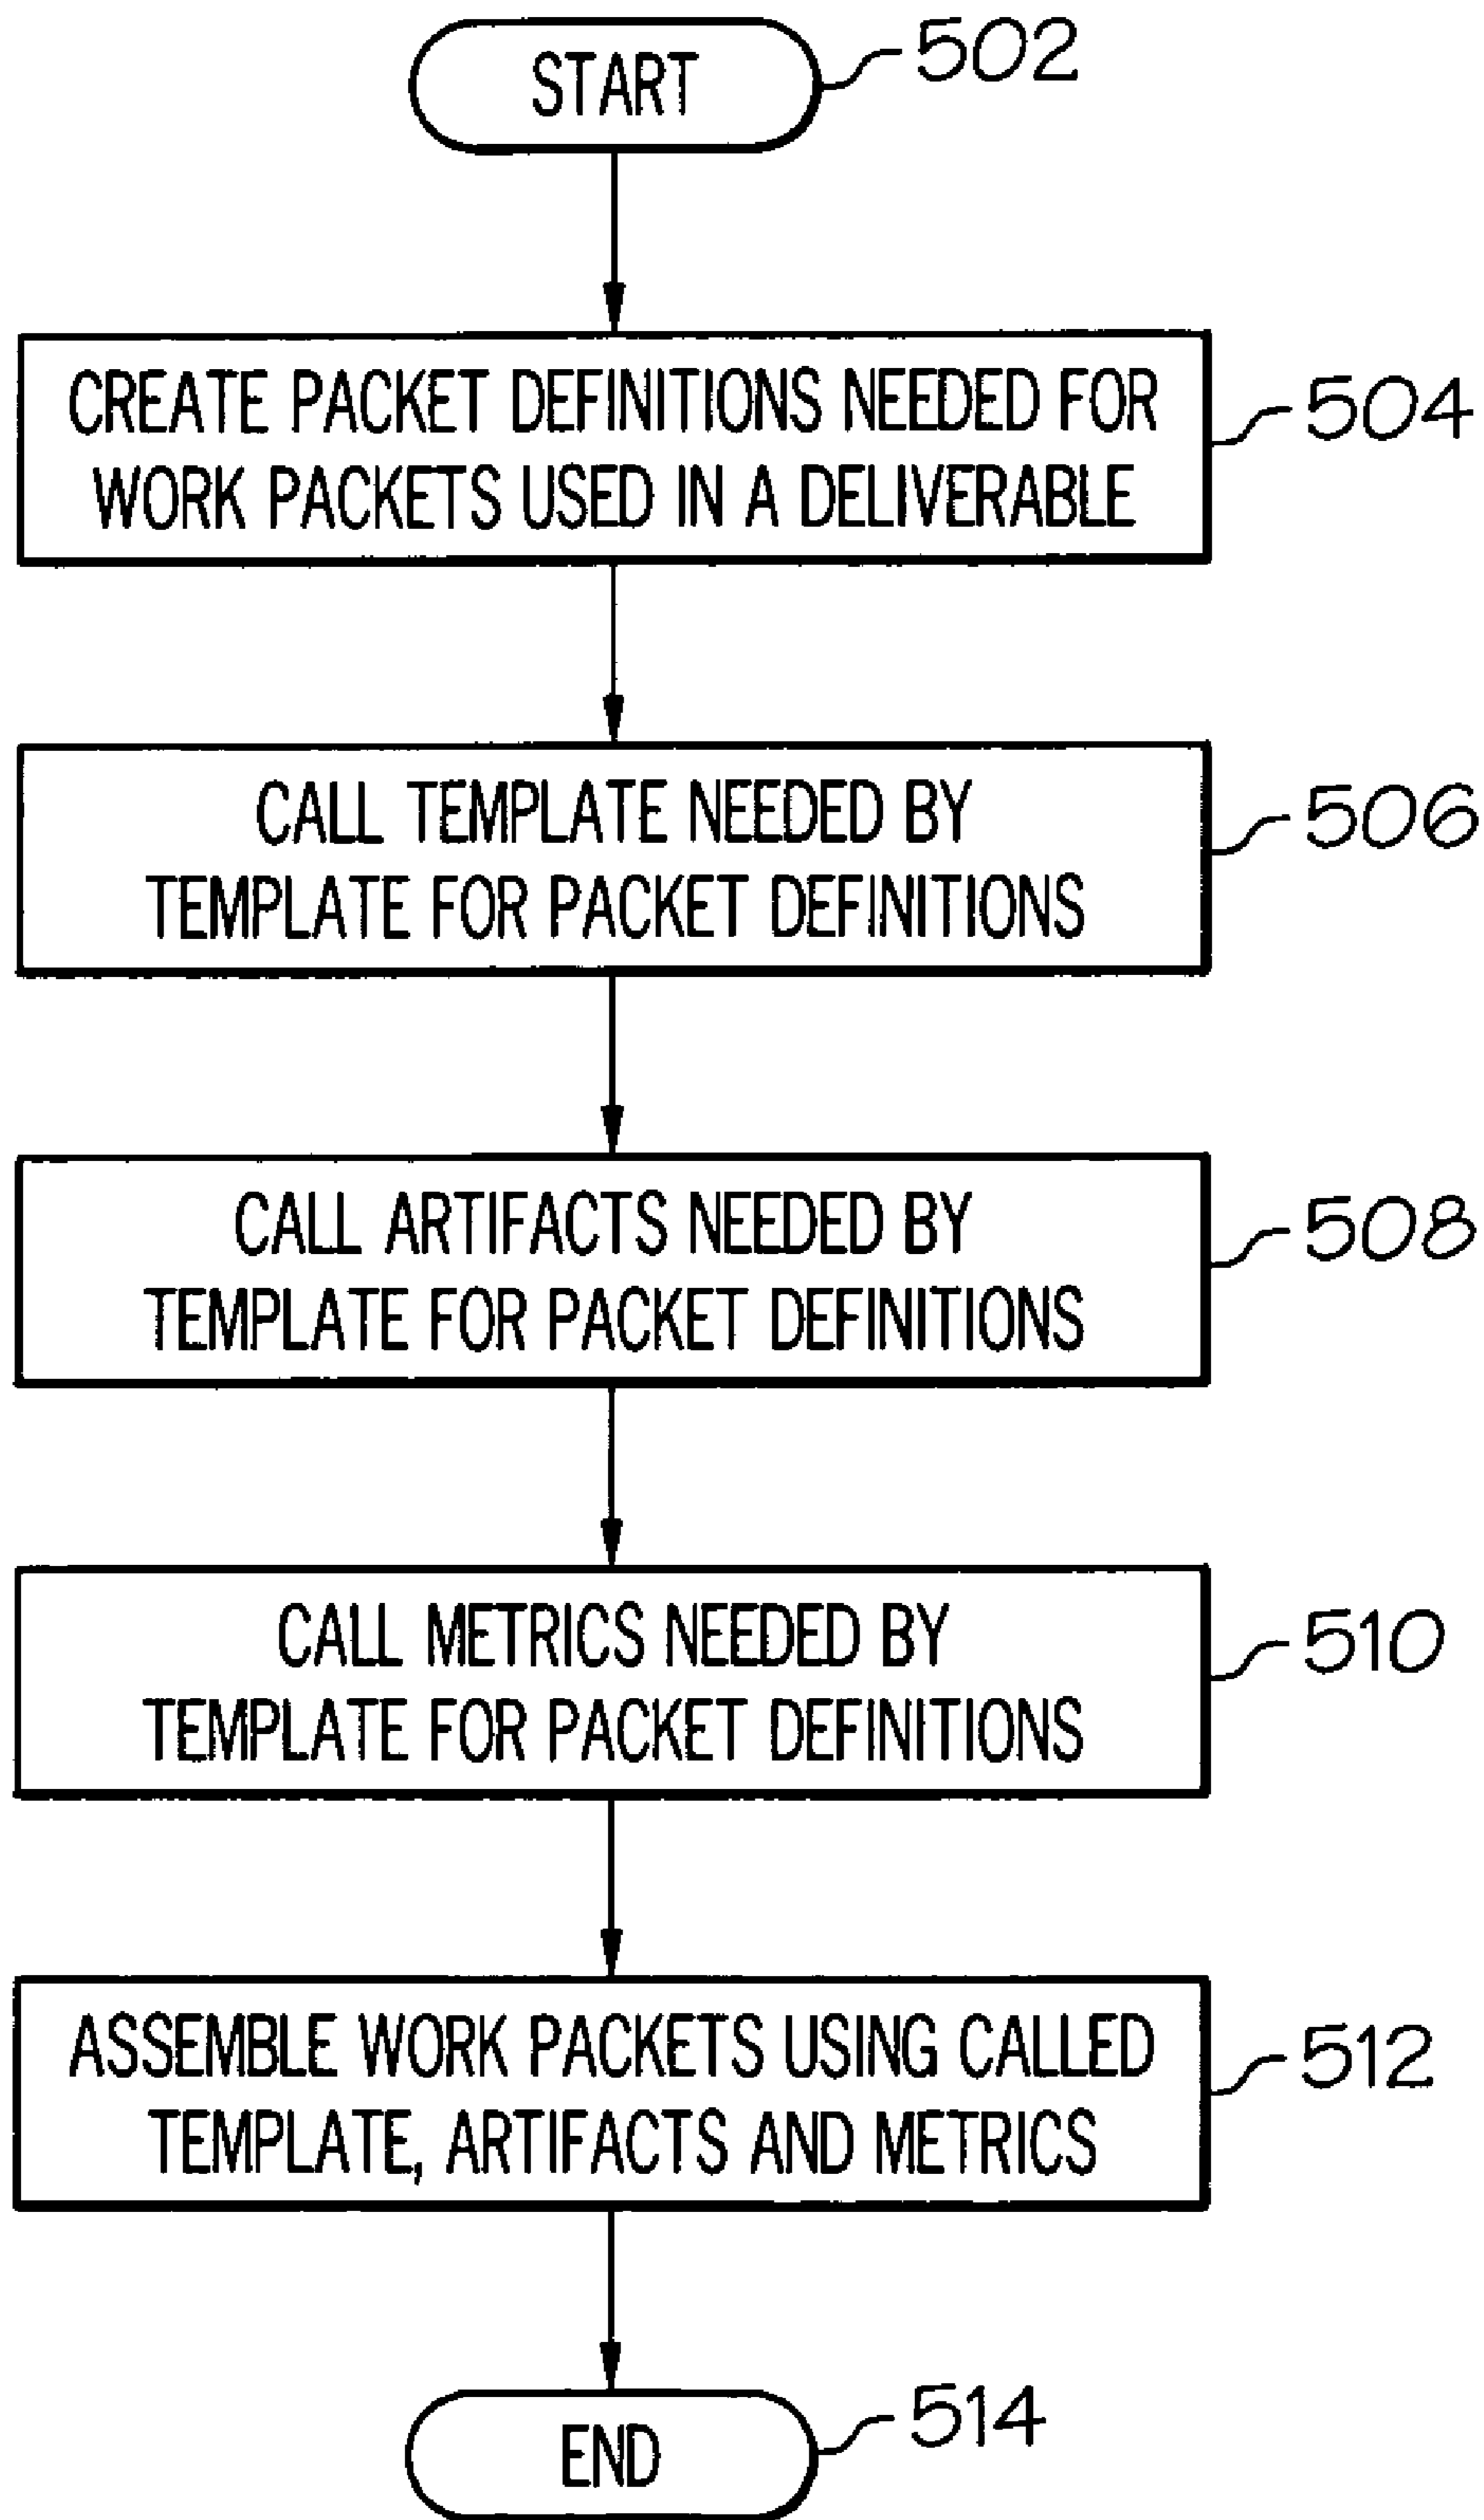 START
502
CREATE PACKET DEFINITIONS NEEDED FOR
WORK PACKETS USED IN A DELIVERABLE
504
CALL TEMPLATE NEEDED BY
TEMPLATE FOR PACKET DEFINITIONS
506
CALL ARTIFACTS NEEDED BY
TEMPLATE FOR PACKET DEFINITIONS
508
CALL METRICS NEEDED BY
TEMPLATE FOR PACKET DEFINITIONS
510
ASSEMBLE WORK PACKETS USING CALLED
TEMPLATE, ARTIFACTS AND METRICS
512
END
514